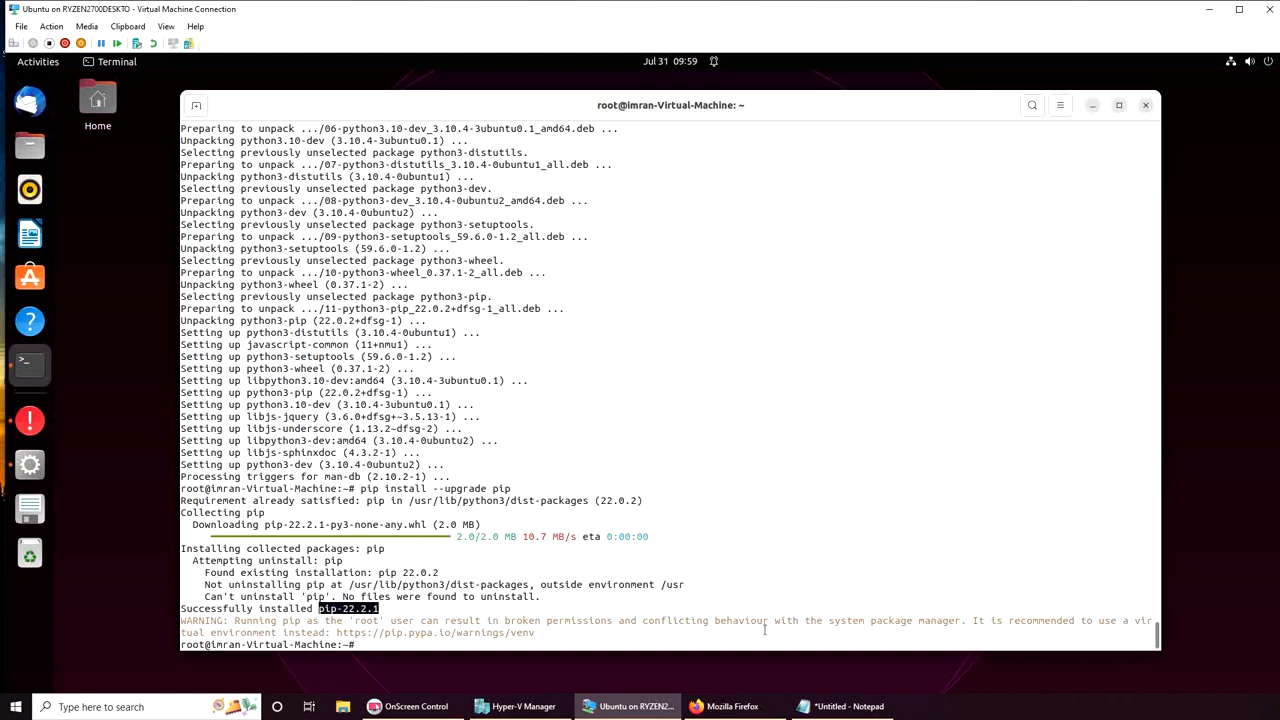 Ubuntu on RYZEN2700DESKTO - Virtual Machine Connection
File Action Media View Help
Activities Terminal Jul 31 09:59
Home
root@imran-Virtual-Machine: ~
Preparing to unpack .../06-python3.10-dev_3.10.4-3ubuntu0.1_amd64.deb ...
Unpacking python3.10-dev (3.10.4-3ubuntu0.1) ...
Selecting previously unselected package python3-distutils.
Preparing to unpack .../07-python3-distutils_3.10.4-0ubuntu1_all.deb ...
Unpacking python3-distutils (3.10.4-0ubuntu1) ...
Selecting previously unselected package python3-dev.
Preparing to unpack .../08-python3-dev_3.10.4-0ubuntu2_amd64.deb ...
Unpacking python3-dev (3.10.4-0ubuntu2) ...
Selecting previously unselected package python3-setuptools.
Preparing to unpack .../09-python3-setuptools_59.6.0-1.2_all.deb ...
Unpacking python3-setuptools (59.6.0-1.2) ...
Selecting previously unselected package python3-wheel.
Preparing to unpack .../10-python3-wheel_0.37.1-2_all.deb ...
Unpacking python3-wheel (0.37.1-2) ...
Selecting previously unselected package python3-pip.
Preparing to unpack .../11-python3-pip_22.0.2+dfsg-1_all.deb ...
Unpacking python3-pip (22.0.2+dfsg-1) ...
Setting up python3-distutils (3.10.4-0ubuntu1) ...
Setting up javascript-common (11+nmu1) ...
Setting up python3-setuptools (59.6.0-1.2) ...
Setting up python3-wheel (0.37.1-2) ...
Setting up libpython3.10-dev:amd64 (3.10.4-3ubuntu0.1) ...
Setting up python3-pip (22.0.2+dfsg-1) ...
Setting up python3.10-dev (3.10.4-3ubuntu0.1) ...
Setting up libjs-jquery (3.6.0+dfsg+~3.5.13-1) ...
Setting up libjs-underscore (1.13.2~dfsg-2) ...
Setting up libpython3-dev:amd64 (3.10.4-0ubuntu2) ...
Setting up libjs-sphinxdoc (4.3.2-1) ...
Setting up python3-dev (3.10.4-0ubuntu2) ...
Processing triggers for man-db (2.10.2-1) ...
root@imran-Virtual-Machine:~# pip install --upgrade pip
Requirement already satisfied: pip in /usr/lib/python3/dist-packages (22.0.2)
Collecting pip
Downloading pip-22.2.1-py3-none-any.whl (2.0 MB)
2.0/2.0 MB 10.7 MB/s eta 0:00:00
Installing collected packages: pip
Attempting uninstall: pip
Found existing installation: pip 22.0.2
Not uninstalling pip at /usr/lib/python3/dist-packages, outside environment /usr
Can't uninstall 'pip'. No files were found to uninstall.
Successfully installed pip-22.2.1
WARNING: Running pip as the 'root' user can result in broken permissions and conflicting behaviour with the system package manager. It is recommended to use a vir
tual environment instead: https://pip.pypa.io/warnings/venv
root@imran-Virtual-Machine:~#
Type here to search OnScreen Control Hyper-V Manager Ubuntu on RYZEN2... Mozilla Firefox *Untitled - Notepad